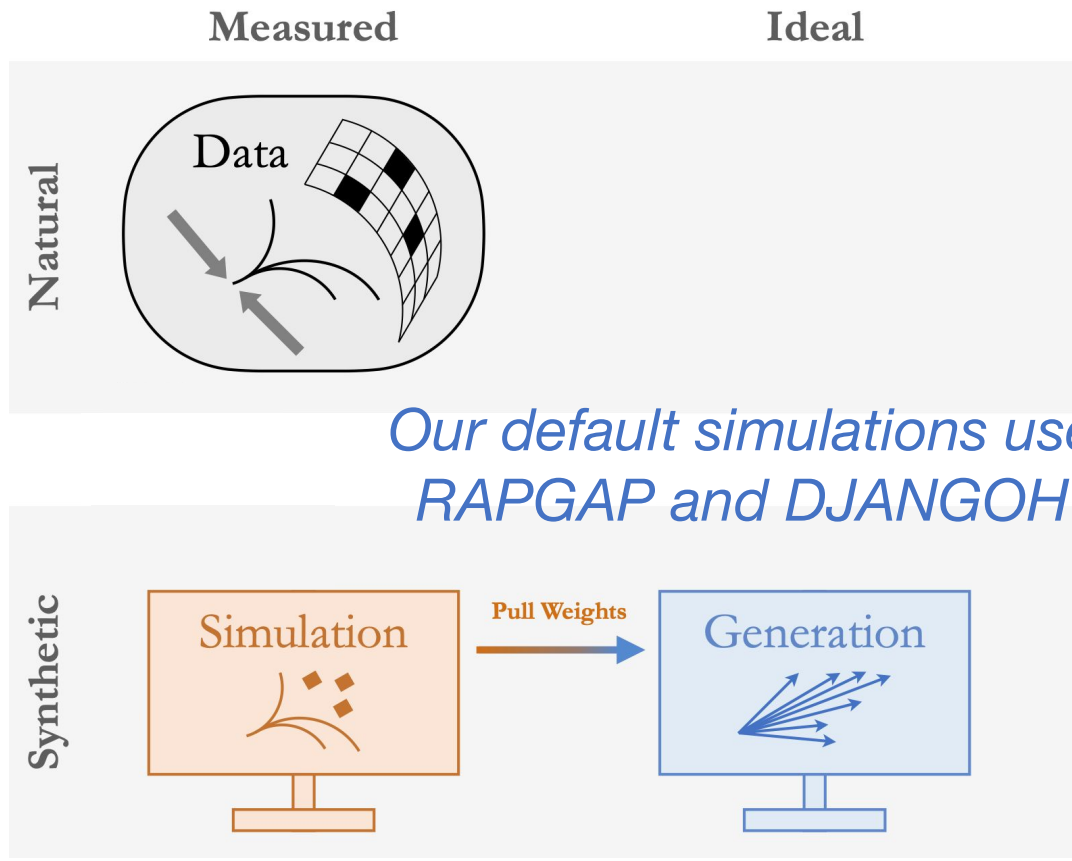 Measured
Ideal
Natural
Data
Our default simulations use
RAPGAP and DJANGOH
Synthetic
Simulation
Pull Weights
Generation